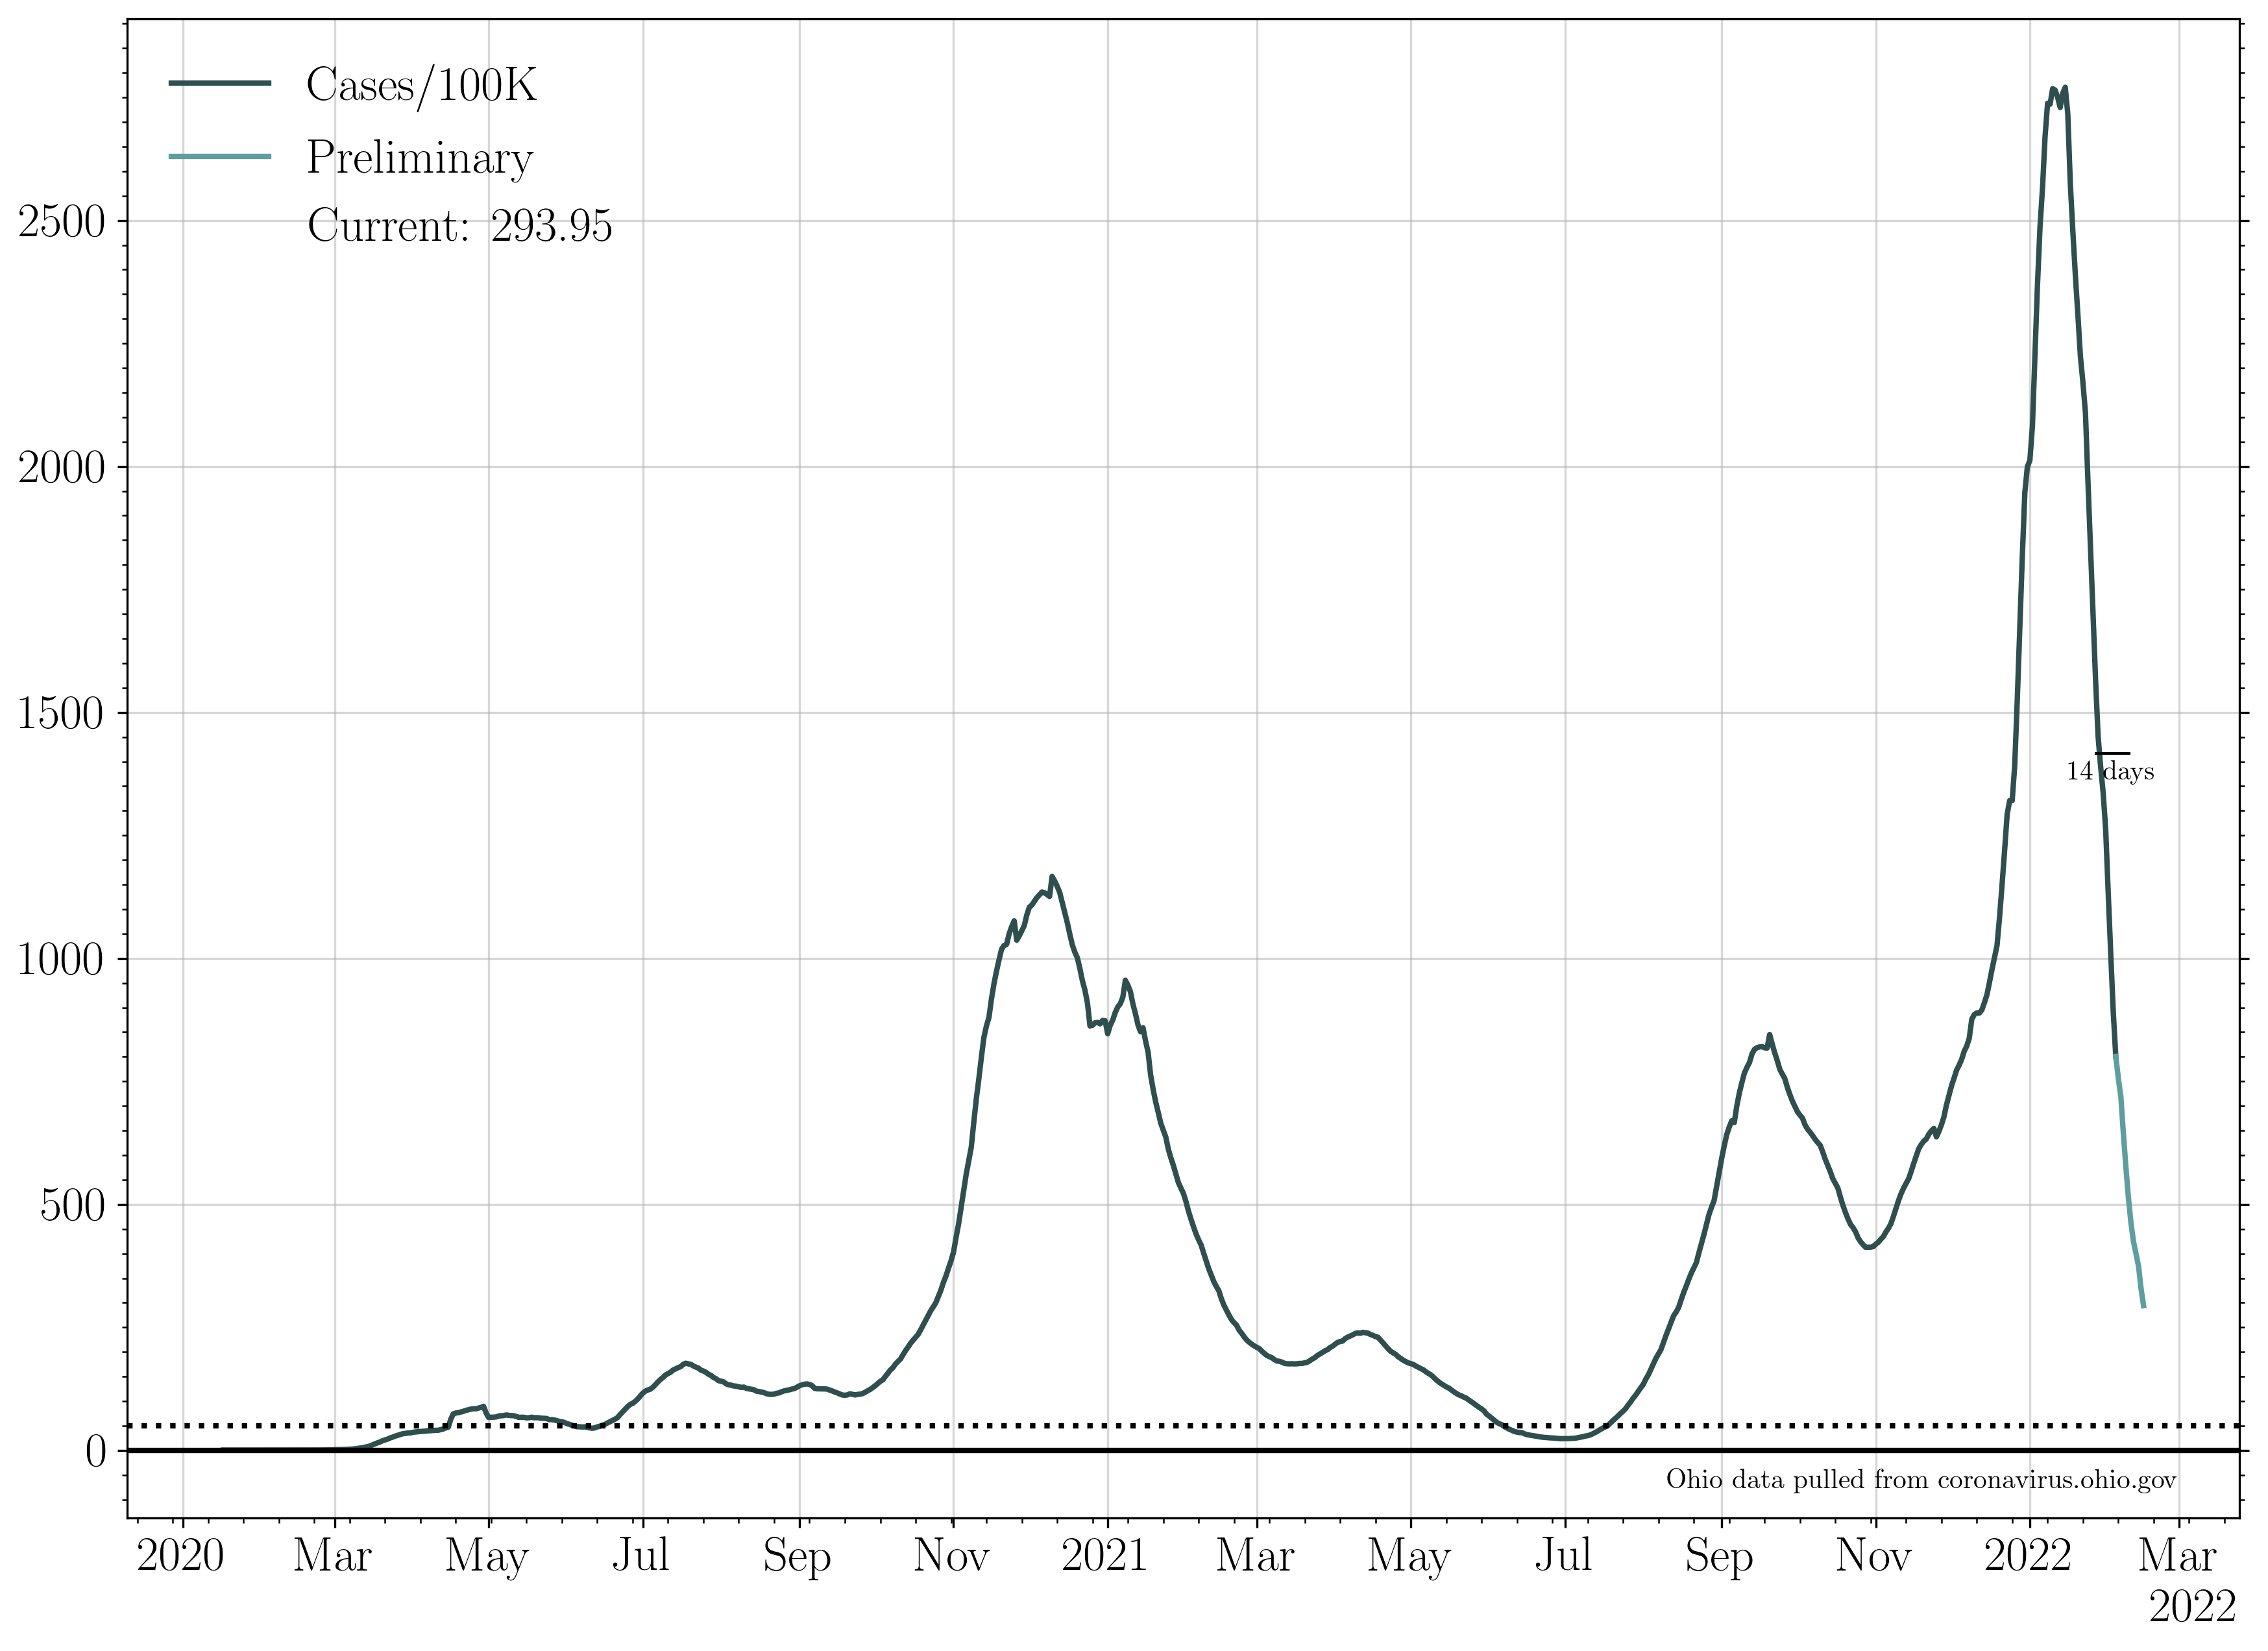 Cases/100K
Preliminary
Current: 293.95
2500
2000
1500
1000
500
0
14 days
Ohio data pulled from coronavirus.ohio.gov
2020 Mar May Jul Sep Nov 2021 Mar May Jul Sep Nov 2022 Mar
2022